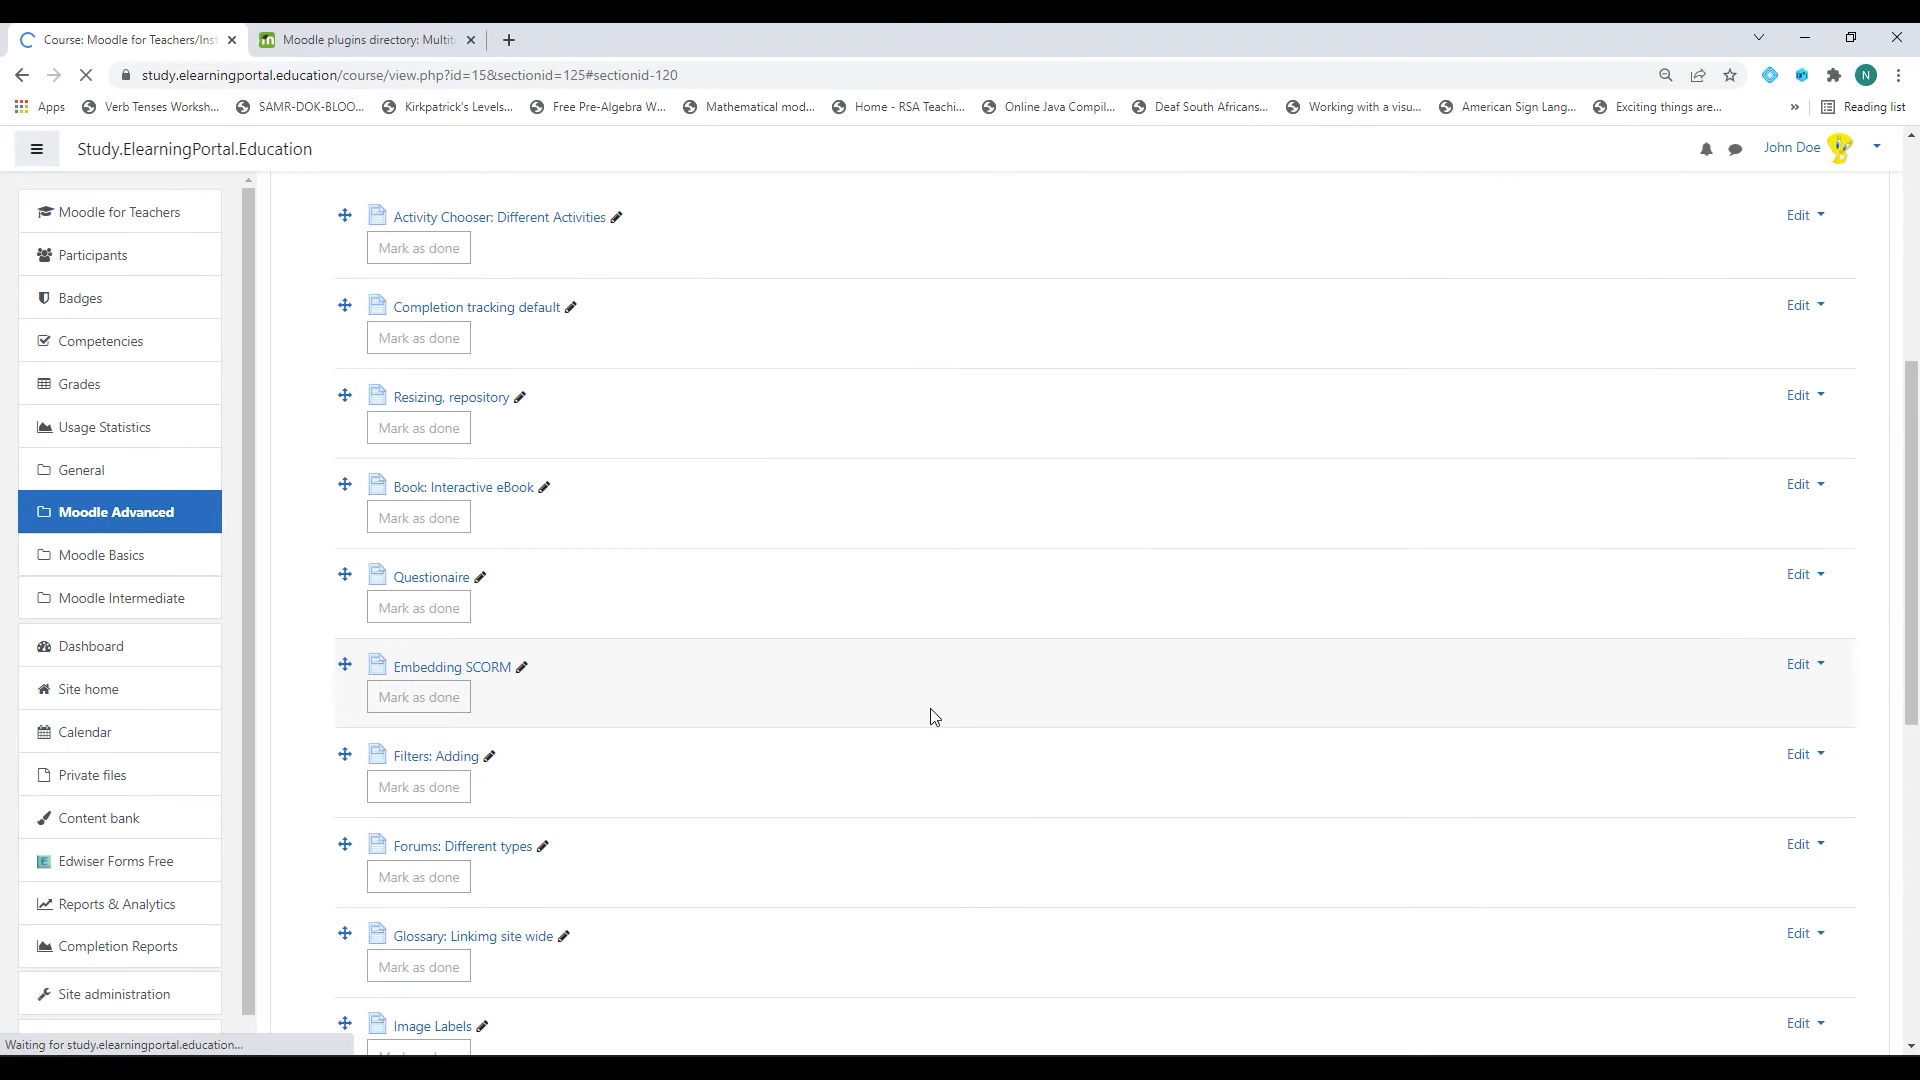 Course: Moodle for Teachers/Inst
Moodle plugins directory: Multit
study.elearningportal.education/course/view.php?id=15&sectionid=125#sectionid-120
N
Apps
Verb Tenses Worksh...
SAMR-DOK-BLOO...
Kirkpatrick's Levels...
Free Pre-Algebra W...
Mathematical mod...
Home - RSA Teachi...
Online Java Compil...
Deaf South Africans...
Working with a visu...
American Sign Lang...
Exciting things are...
»
Reading list
Study.ElearningPortal.Education
John Doe
Moodle for Teachers
Participants
Badges
Competencies
Grades
Usage Statistics
General
Moodle Advanced
Moodle Basics
Moodle Intermediate
Dashboard
Site home
Calendar
Private files
Content bank
Edwiser Forms Free
Reports & Analytics
Completion Reports
Site administration
Activity Chooser: Different Activities
Edit
Mark as done
Completion tracking default
Edit
Mark as done
Resizing, repository
Edit
Mark as done
Book: Interactive eBook
Edit
Mark as done
Questionaire
Edit
Mark as done
Embedding SCORM
Edit
Mark as done
Filters: Adding
Edit
Mark as done
Forums: Different types
Edit
Mark as done
Glossary: Linkimg site wide
Edit
Mark as done
Image Labels
Edit
Waiting for study.elearningportal.education...